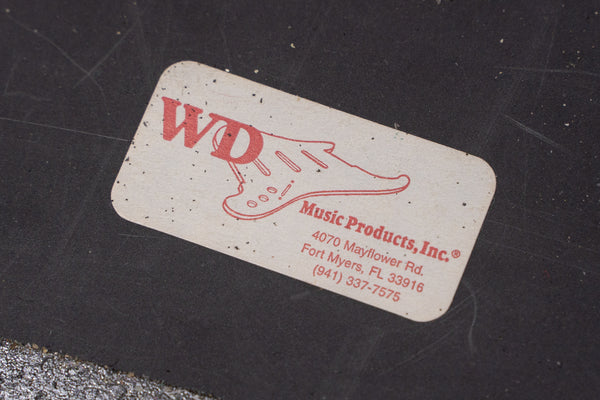 WD
Music Products, Inc.®
4070 Mayflower Rd.
Fort Myers, FL 33916
(941) 337-7575